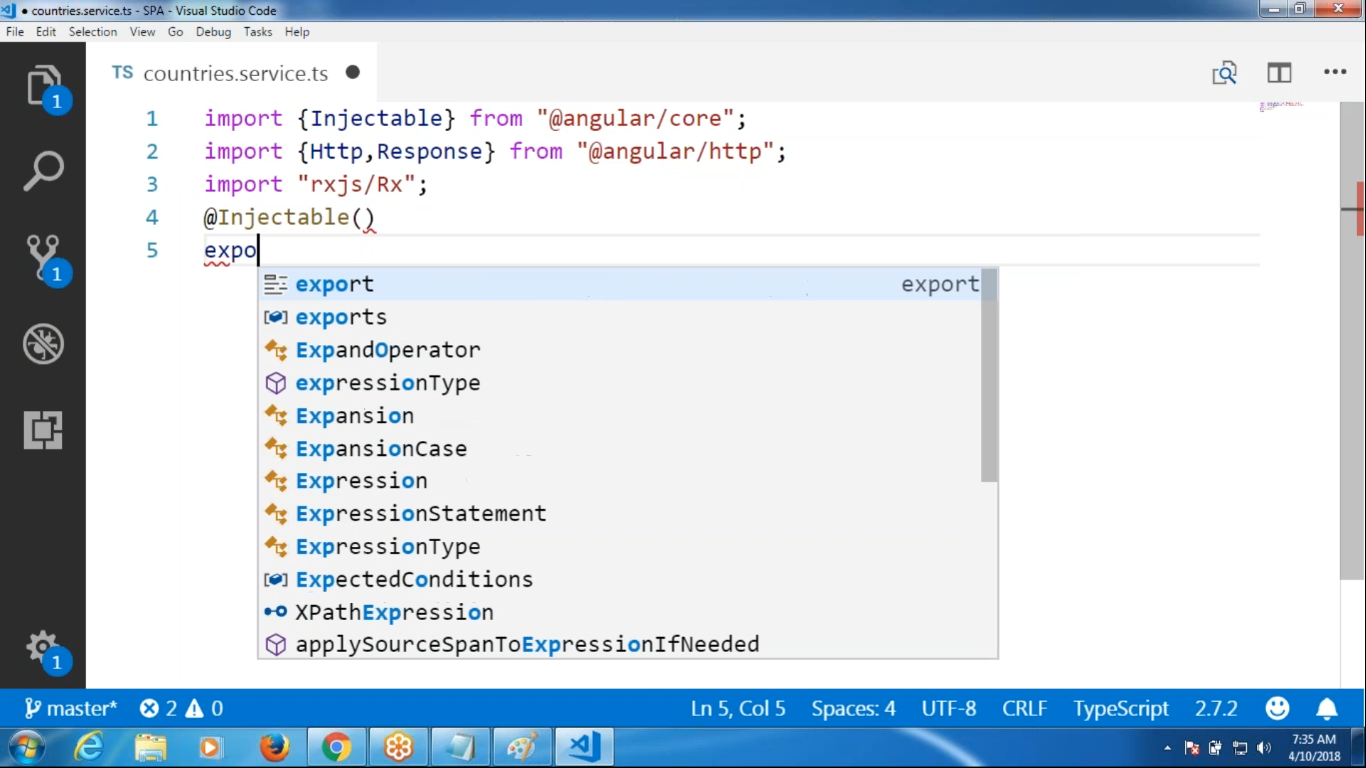 ● countries.service.ts - SPA - Visual Studio Code
File Edit Selection View Go Debug Tasks Help
TS countries.service.ts ●
1 import {Injectable} from "@angular/core";
2 import {Http,Response} from "@angular/http";
3 import "rxjs/Rx";
4 @Injectable()
5 expo
export export
exports
ExpandOperator
expressionType
Expansion
ExpansionCase
Expression
ExpressionStatement
ExpressionType
ExpectedConditions
XPathExpression
applySourceSpanToExpressionIfNeeded
1
1
1
master* 2 0 Ln 5, Col 5 Spaces: 4 UTF-8 CRLF TypeScript 2.7.2
7:35 AM
4/10/2018